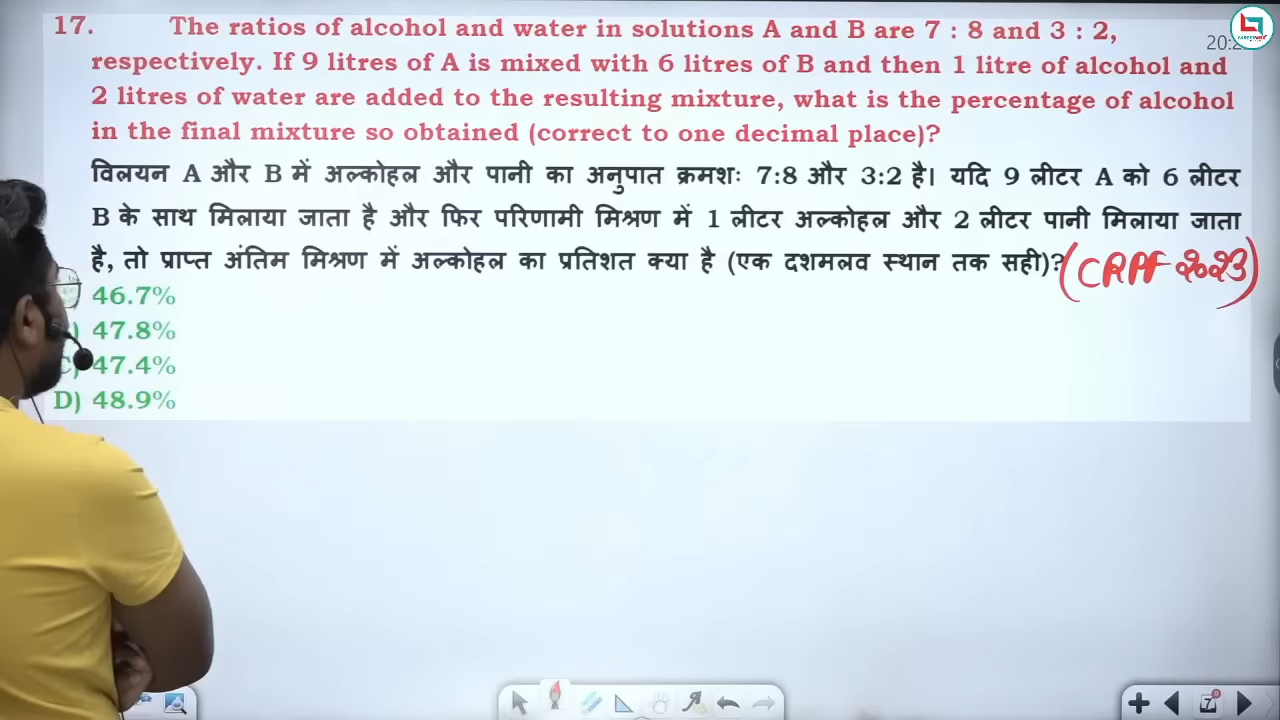 17. The ratios of alcohol and water in solutions A and B are 7 : 8 and 3 : 2,
respectively. If 9 litres of A is mixed with 6 litres of B and then 1 litre of alcohol and
2 litres of water are added to the resulting mixture, what is the percentage of alcohol
in the final mixture so obtained (correct to one decimal place)?
विलयन A और B में अल्कोहल और पानी का अनुपात क्रमशः 7:8 और 3:2 है। यदि 9 लीटर A को 6 लीटर
B के साथ मिलाया जाता है और फिर परिणामी मिश्रण में 1 लीटर अल्कोहल और 2 लीटर पानी मिलाया जाता
है, तो प्राप्त अंतिम मिश्रण में अल्कोहल का प्रतिशत क्या है (एक दशमलव स्थान तक सही)?
(CRPF 2023)
46.7%
) 47.8%
C) 47.4%
D) 48.9%
7